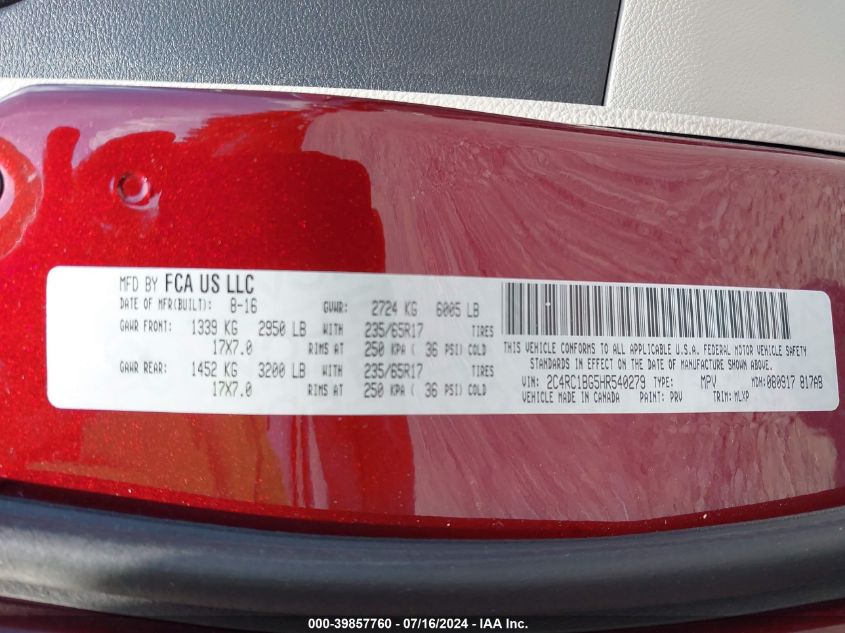 MFD BY FCA US LLC
DATE OF MFR(BUILT): 8-16 GVWR: 2724 KG 6005 LB
GAWR FRONT: 1339 KG 2950 LB WITH 235/65R17 TIRES
17X7.0 RIMS AT 250 KPA ( 36 PSI) COLD
GAWR REAR: 1452 KG 3200 LB WITH 235/65R17 TIRES
17X7.0 RIMS AT 250 KPA ( 36 PSI) COLD
THIS VEHICLE CONFORMS TO ALL APPLICABLE U.S.A. FEDERAL MOTOR VEHICLE SAFETY
STANDARDS IN EFFECT ON THE DATE OF MANUFACTURE SHOWN ABOVE.
VIN: 2C4RC1BG5HR540279 TYPE: MPV MDH: 080917 817AB
VEHICLE MADE IN CANADA PAINT: PRV TRIM: WLXP
000-39857760 - 07/16/2024 - IAA Inc.